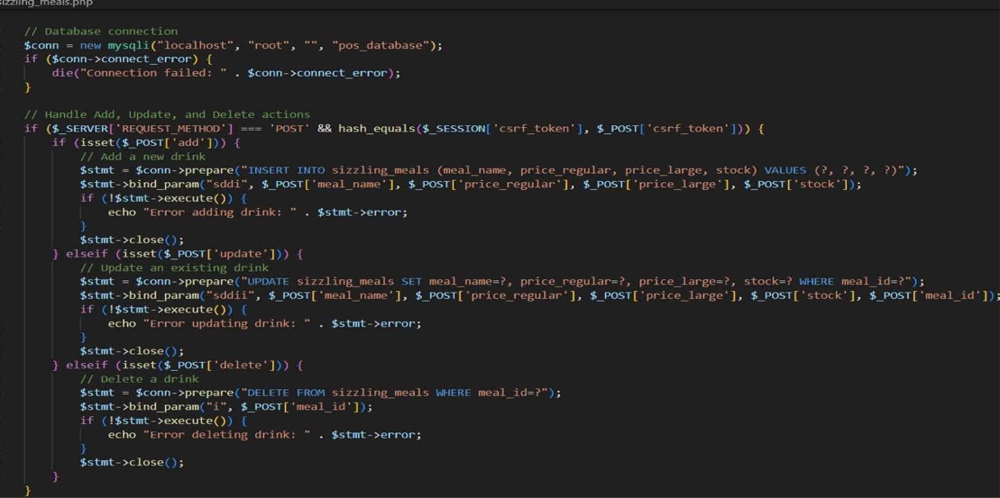 sizzling_meals.php
// Database connection
$conn = new mysqli("localhost", "root", "", "pos_database");
if ($conn->connect_error) {
    die("Connection failed: " . $conn->connect_error);
}
// Handle Add, Update, and Delete actions
if ($_SERVER['REQUEST_METHOD'] === 'POST' && hash_equals($_SESSION['csrf_token'], $_POST['csrf_token'])) {
    if (isset($_POST['add'])) {
        // Add a new drink
        $stmt = $conn->prepare("INSERT INTO sizzling_meals (meal_name, price_regular, price_large, stock) VALUES (?, ?, ?, ?)");
        $stmt->bind_param("sddi", $_POST['meal_name'], $_POST['price_regular'], $_POST['price_large'], $_POST['stock']);
        if (!$stmt->execute()) {
            echo "Error adding drink: " . $stmt->error;
        }
        $stmt->close();
    } elseif (isset($_POST['update'])) {
        // Update an existing drink
        $stmt = $conn->prepare("UPDATE sizzling_meals SET meal_name=?, price_regular=?, price_large=?, stock=? WHERE meal_id=?");
        $stmt->bind_param("sddii", $_POST['meal_name'], $_POST['price_regular'], $_POST['price_large'], $_POST['stock'], $_POST['meal_id']);
        if (!$stmt->execute()) {
            echo "Error updating drink: " . $stmt->error;
        }
        $stmt->close();
    } elseif (isset($_POST['delete'])) {
        // Delete a drink
        $stmt = $conn->prepare("DELETE FROM sizzling_meals WHERE meal_id=?");
        $stmt->bind_param("i", $_POST['meal_id']);
        if (!$stmt->execute()) {
            echo "Error deleting drink: " . $stmt->error;
        }
        $stmt->close();
    }
}